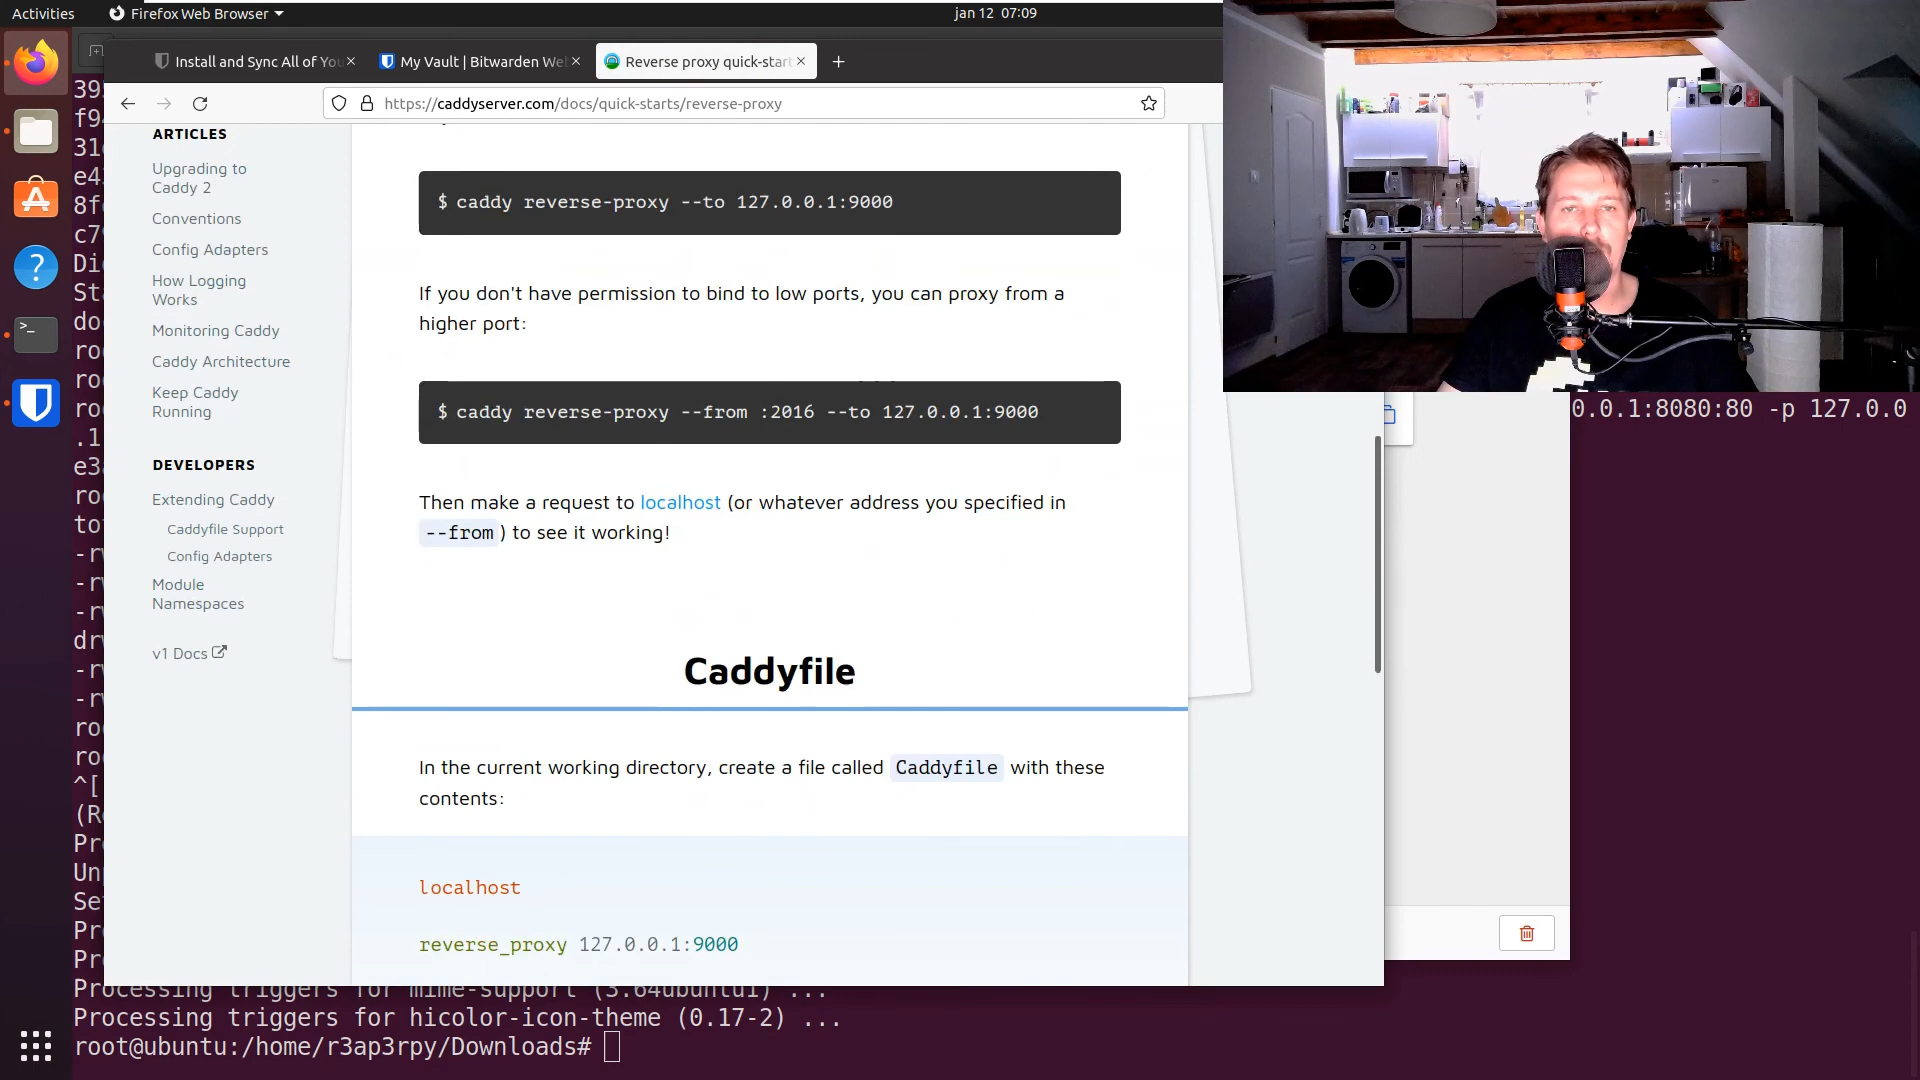 Activities
Firefox Web Browser
jan 12 07:09
Install and Sync All of You
My Vault | Bitwarden We
Reverse proxy quick-start
https://caddyserver.com/docs/quick-starts/reverse-proxy
ARTICLES
Upgrading to
Caddy 2
Conventions
Config Adapters
How Logging
Works
Monitoring Caddy
Caddy Architecture
Keep Caddy
Running
DEVELOPERS
Extending Caddy
Caddyfile Support
Config Adapters
Module
Namespaces
v1 Docs
$ caddy reverse-proxy --to 127.0.0.1:9000
If you don't have permission to bind to low ports, you can proxy from a
higher port:
$ caddy reverse-proxy --from :2016 --to 127.0.0.1:9000
Then make a request to localhost (or whatever address you specified in
--from) to see it working!
Caddyfile
In the current working directory, create a file called Caddyfile with these
contents:
localhost
reverse_proxy 127.0.0.1:9000
0.0.1:8080:80 -p 127.0.0
Processing triggers for mime-support (3.64ubuntu1) ...
Processing triggers for hicolor-icon-theme (0.17-2) ...
root@ubuntu:/home/r3ap3rpy/Downloads#